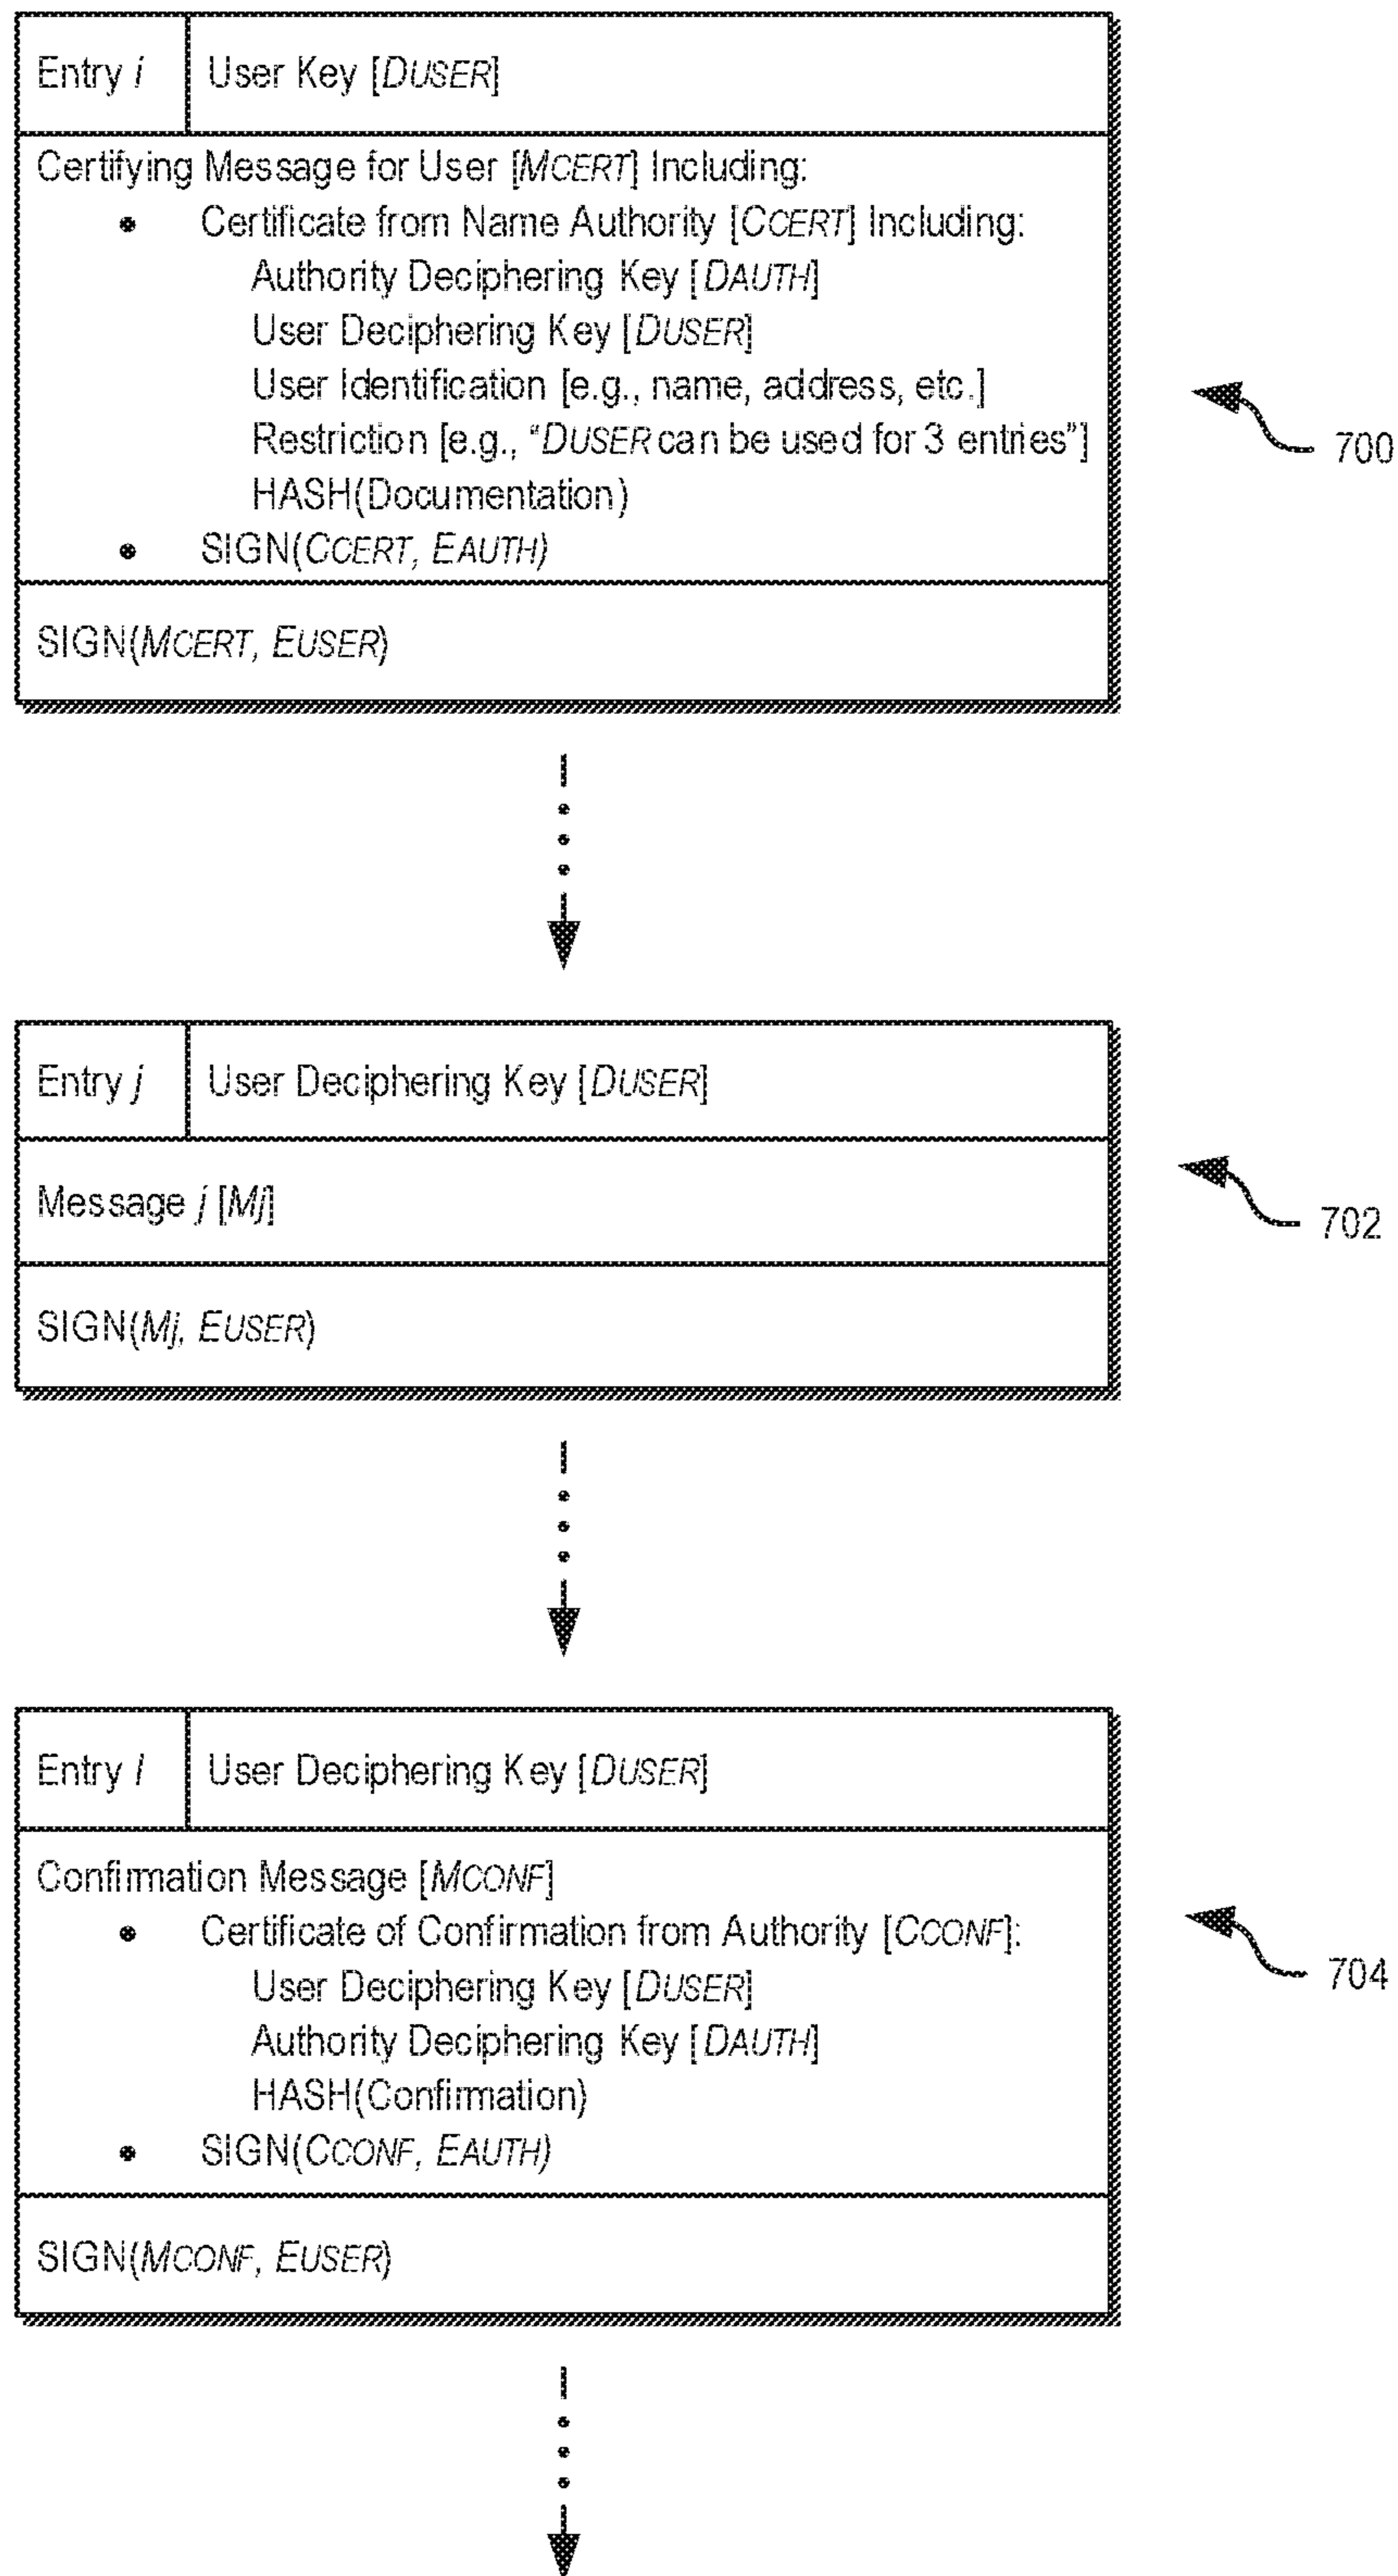 Entry i User Key [DUSER]
Certifying Message for User [MCERT] Including:
• Certificate from Name Authority [CCERT] Including:
Authority Deciphering Key [DAUTH]
User Deciphering Key [DUSER]
User Identification [e.g., name, address, etc.]
Restriction [e.g., “DUSER can be used for 3 entries”]
HASH(Documentation)
• SIGN(CCERT, EAUTH)
SIGN(MCERT, EUSER)
700
Entry j User Deciphering Key [DUSER]
Message j [Mj]
SIGN(Mj, EUSER)
702
Entry l User Deciphering Key [DUSER]
Confirmation Message [MCONF]
• Certificate of Confirmation from Authority [CCONF]:
User Deciphering Key [DUSER]
Authority Deciphering Key [DAUTH]
HASH(Confirmation)
• SIGN(CCONF, EAUTH)
SIGN(MCONF, EUSER)
704